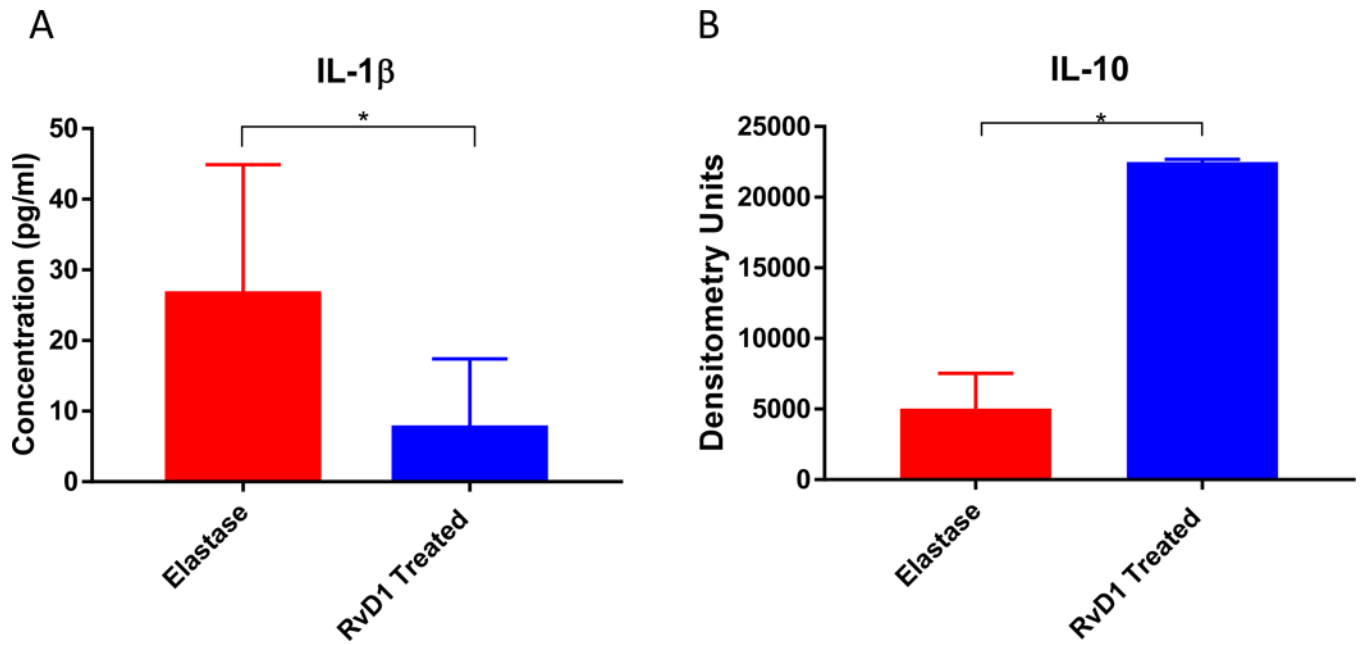 A
IL-1β
*
Concentration (pg/ml)
50
40
30
20
10
0
Elastase
RvD1 Treated
B
IL-10
*
Densitometry Units
25000
20000
15000
10000
5000
0
Elastase
RvD1 Treated